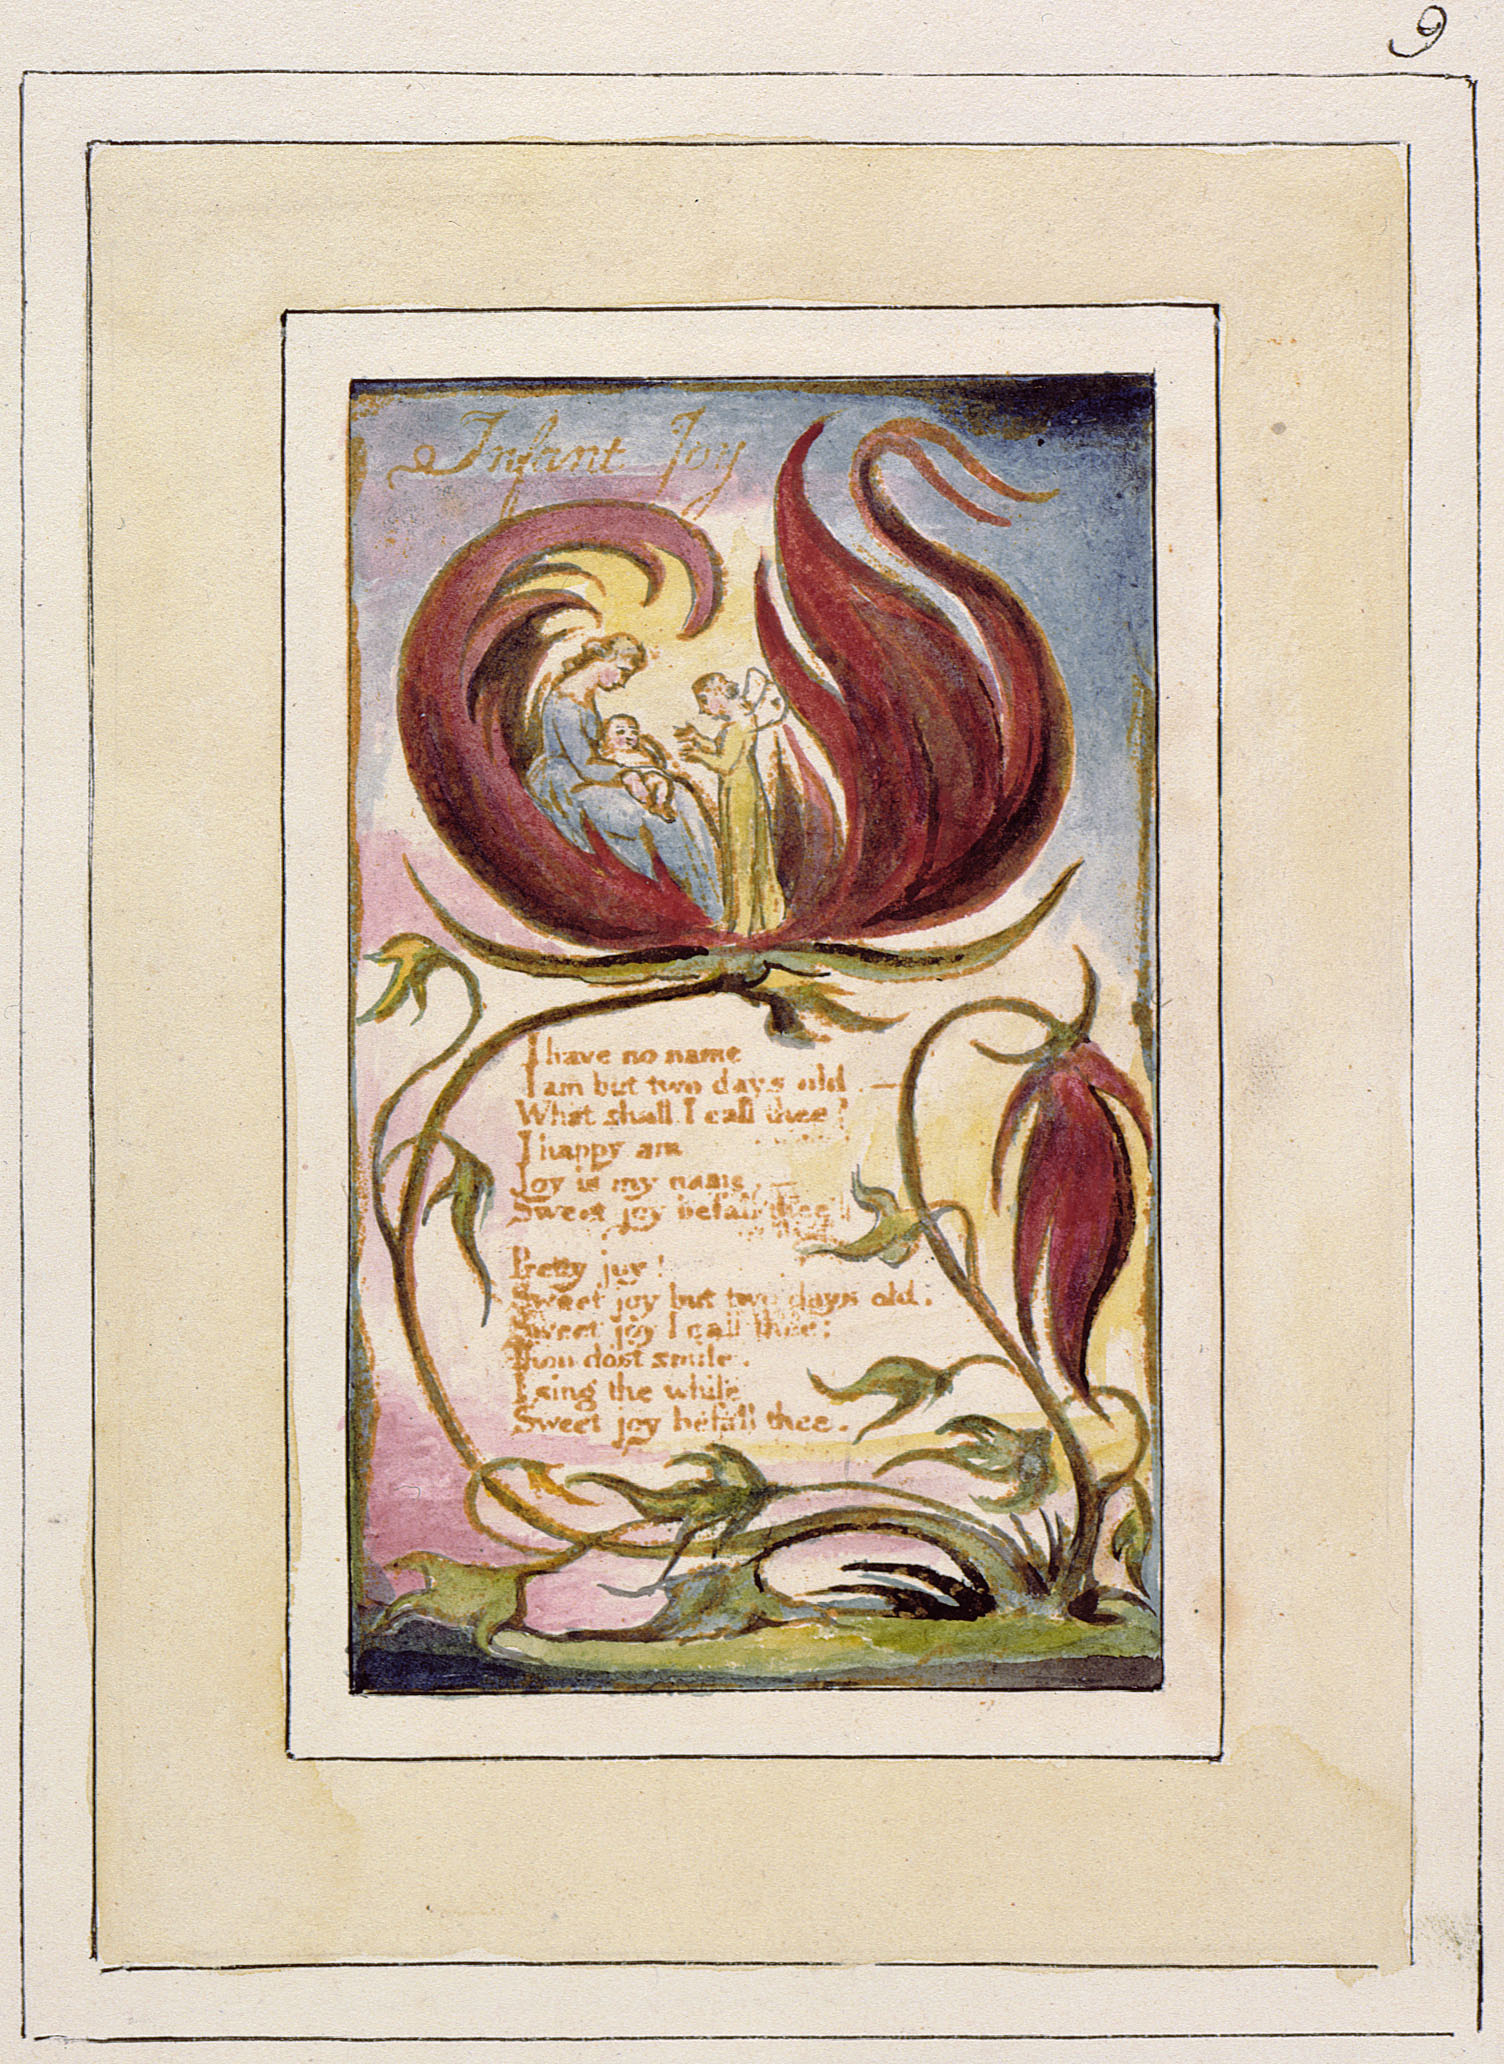 9
Infant Joy
I have no name
I am but two days old.—
What shall I call thee?
I happy am
Joy is my name,—
Sweet joy befall thee!
Pretty joy!
Sweet joy but two days old.
Sweet joy I call thee:
Thou dost smile.
I sing the while
Sweet joy befall thee.